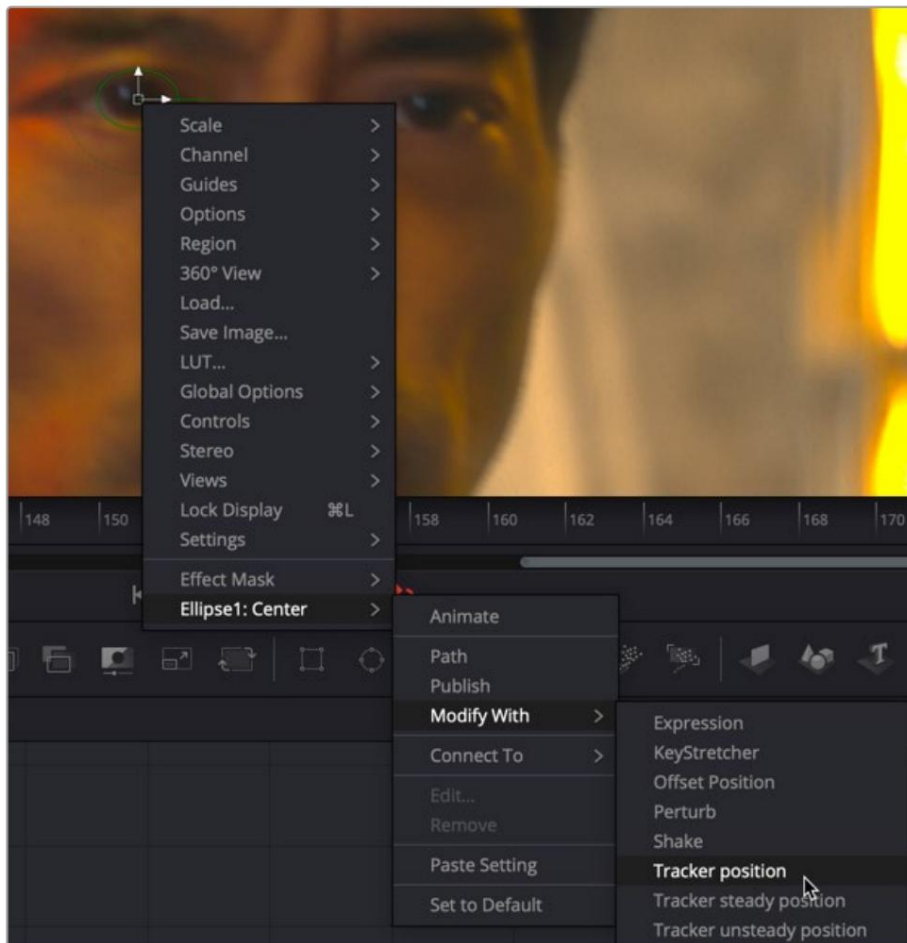 Scale >
Channel >
Guides >
Options >
Region >
360° View >
Load...
Save Image...
LUT... >
Global Options >
Controls >
Stereo >
Views >
Lock Display ⌘L
Settings >
Effect Mask >
Ellipse1: Center >
148 150 158 160 162 164 166 168 170
Animate
Path
Publish
Modify With >
Connect To >
Edit...
Remove
Paste Setting
Set to Default
T
Expression
KeyStretcher
Offset Position
Perturb
Shake
Tracker position
Tracker steady position
Tracker unsteady position